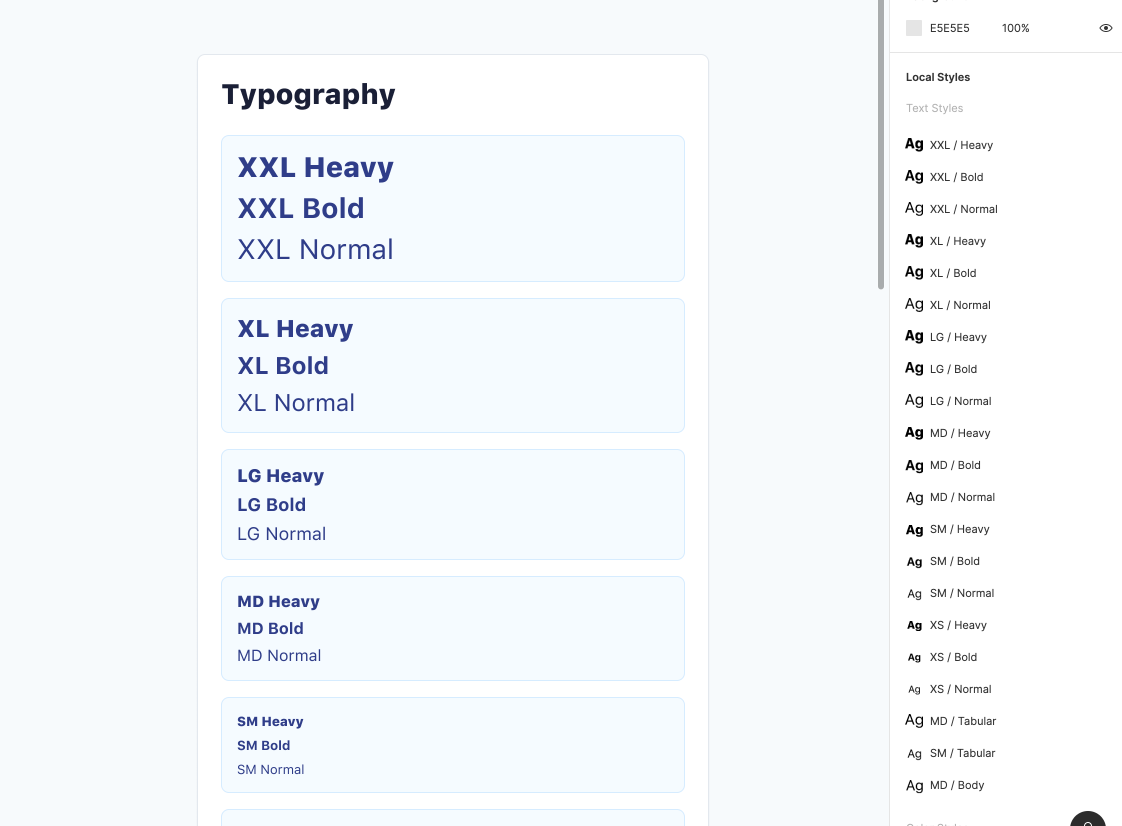 E5E5E5 100%
Local Styles
Text Styles
Typography
XXL Heavy
XXL Bold
XXL Normal
XL Heavy
XL Bold
XL Normal
LG Heavy
LG Bold
LG Normal
MD Heavy
MD Bold
MD Normal
SM Heavy
SM Bold
SM Normal
Ag XXL / Heavy
Ag XXL / Bold
Ag XXL / Normal
Ag XL / Heavy
Ag XL / Bold
Ag XL / Normal
Ag LG / Heavy
Ag LG / Bold
Ag LG / Normal
Ag MD / Heavy
Ag MD / Bold
Ag MD / Normal
Ag SM / Heavy
Ag SM / Bold
Ag SM / Normal
Ag XS / Heavy
Ag XS / Bold
Ag XS / Normal
Ag MD / Tabular
Ag SM / Tabular
Ag MD / Body